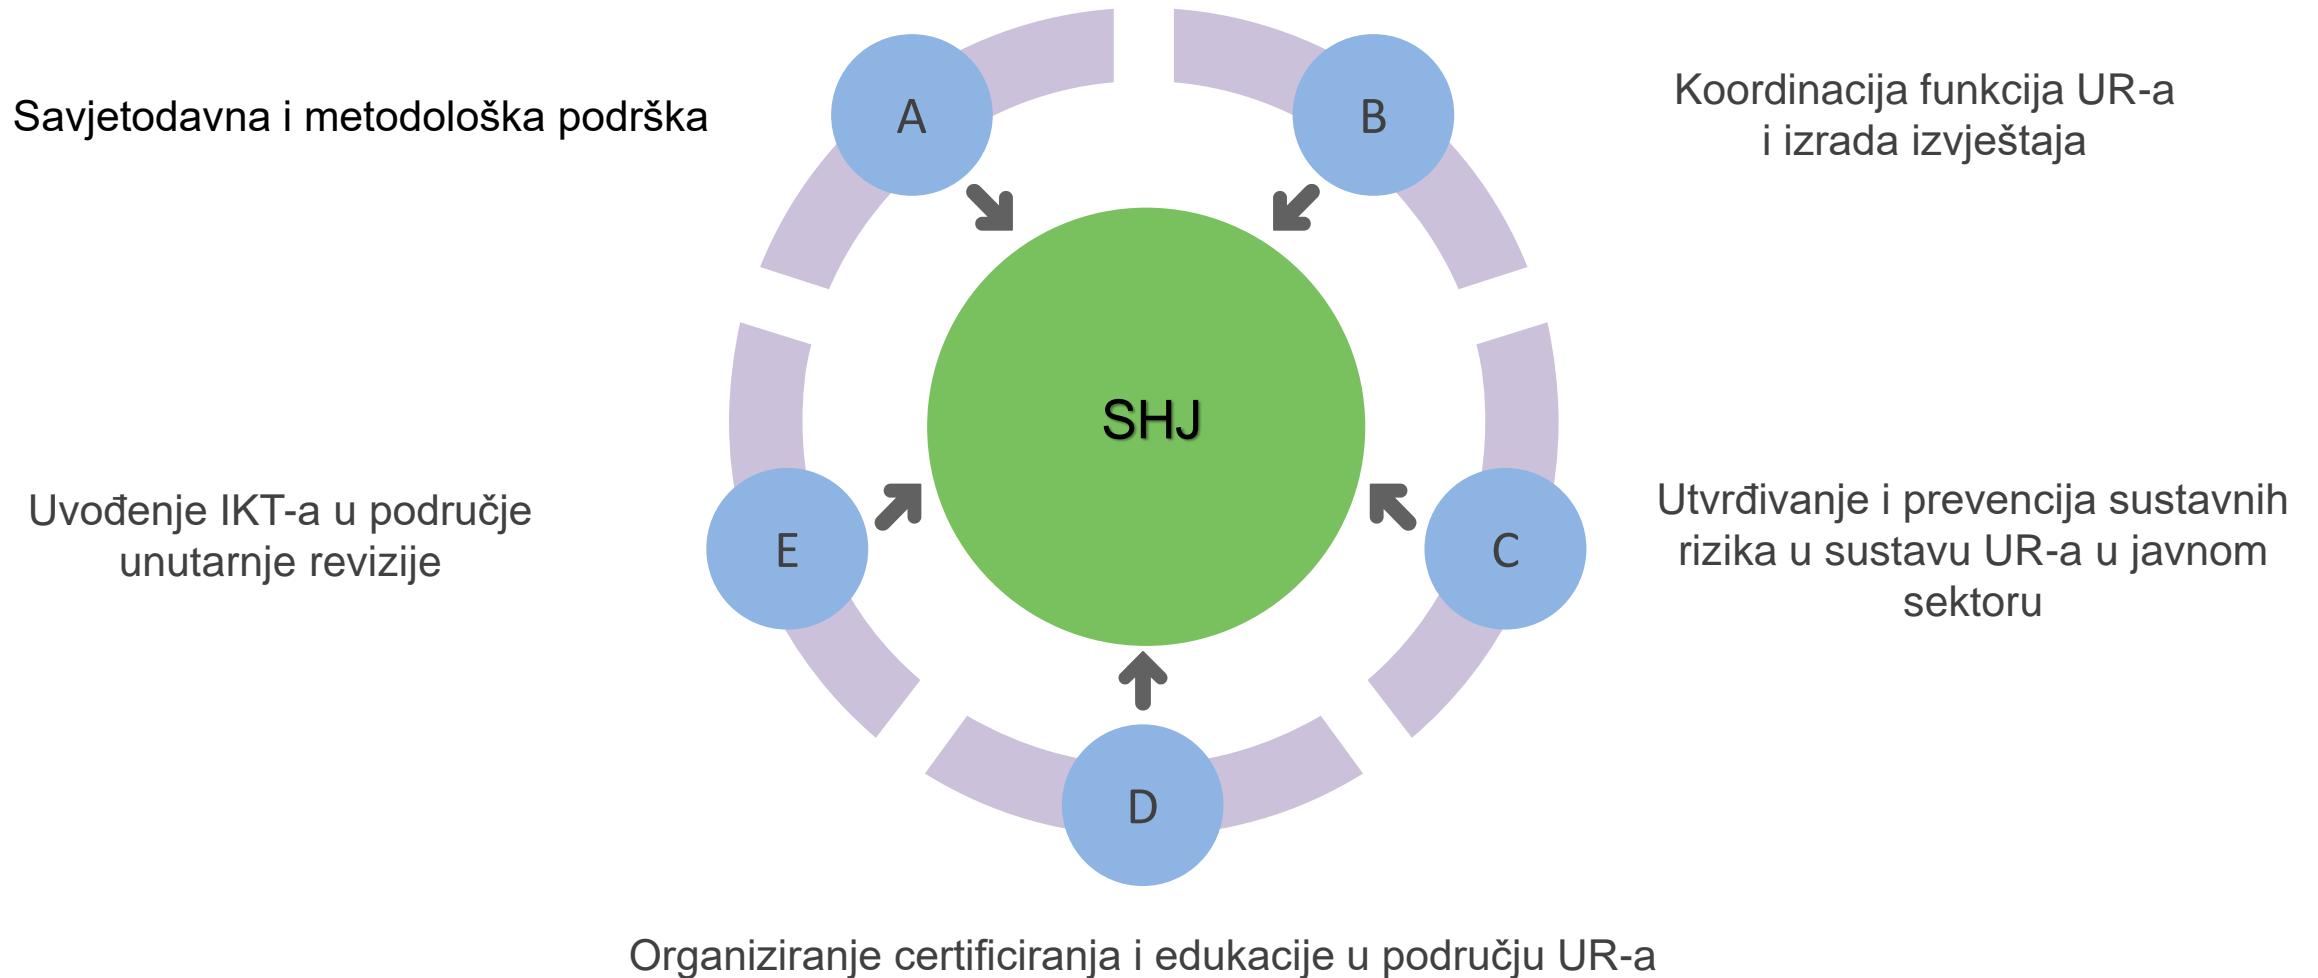 Savjetodavna i metodološka podrška
A
B
Koordinacija funkcija UR-a
i izrada izvještaja
SHJ
Uvođenje IKT-a u područje
unutarnje revizije
E
C
Utvrđivanje i prevencija sustavnih
rizika u sustavu UR-a u javnom
sektoru
D
Organiziranje certificiranja i edukacije u području UR-a